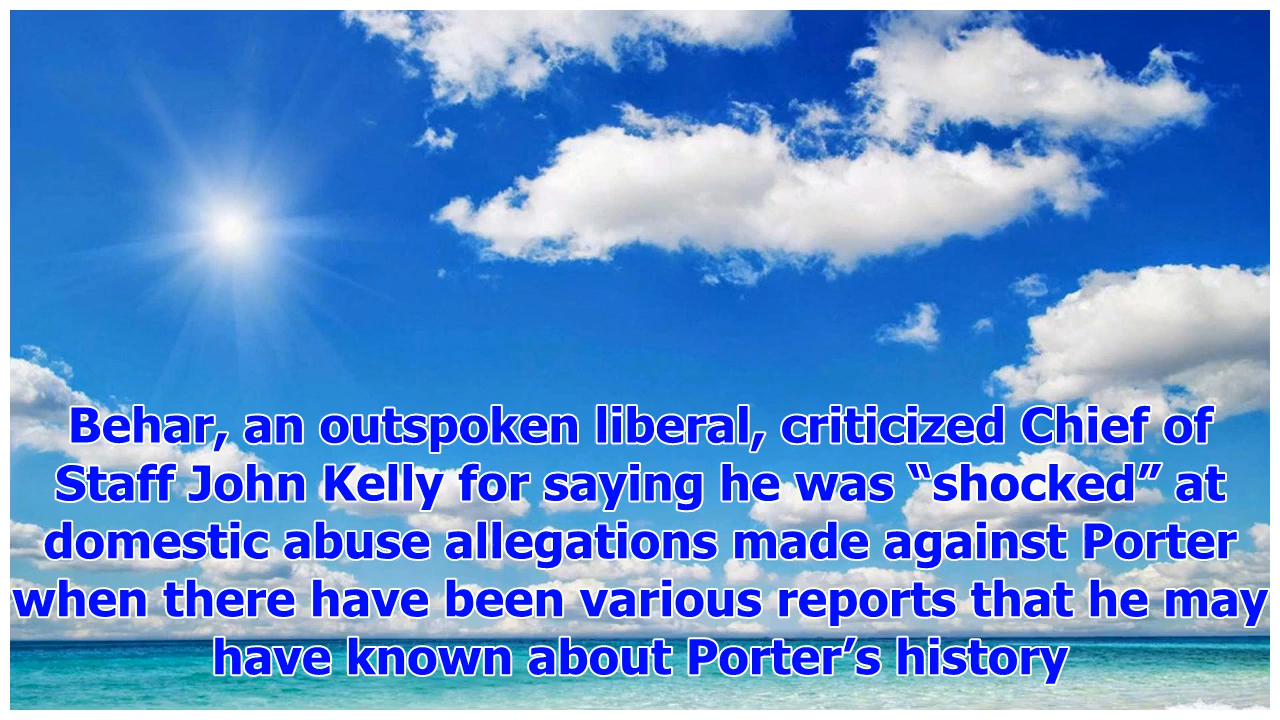 Behar, an outspoken liberal, criticized Chief of
Staff John Kelly for saying he was “shocked” at
domestic abuse allegations made against Porter
when there have been various reports that he may
have known about Porter’s history